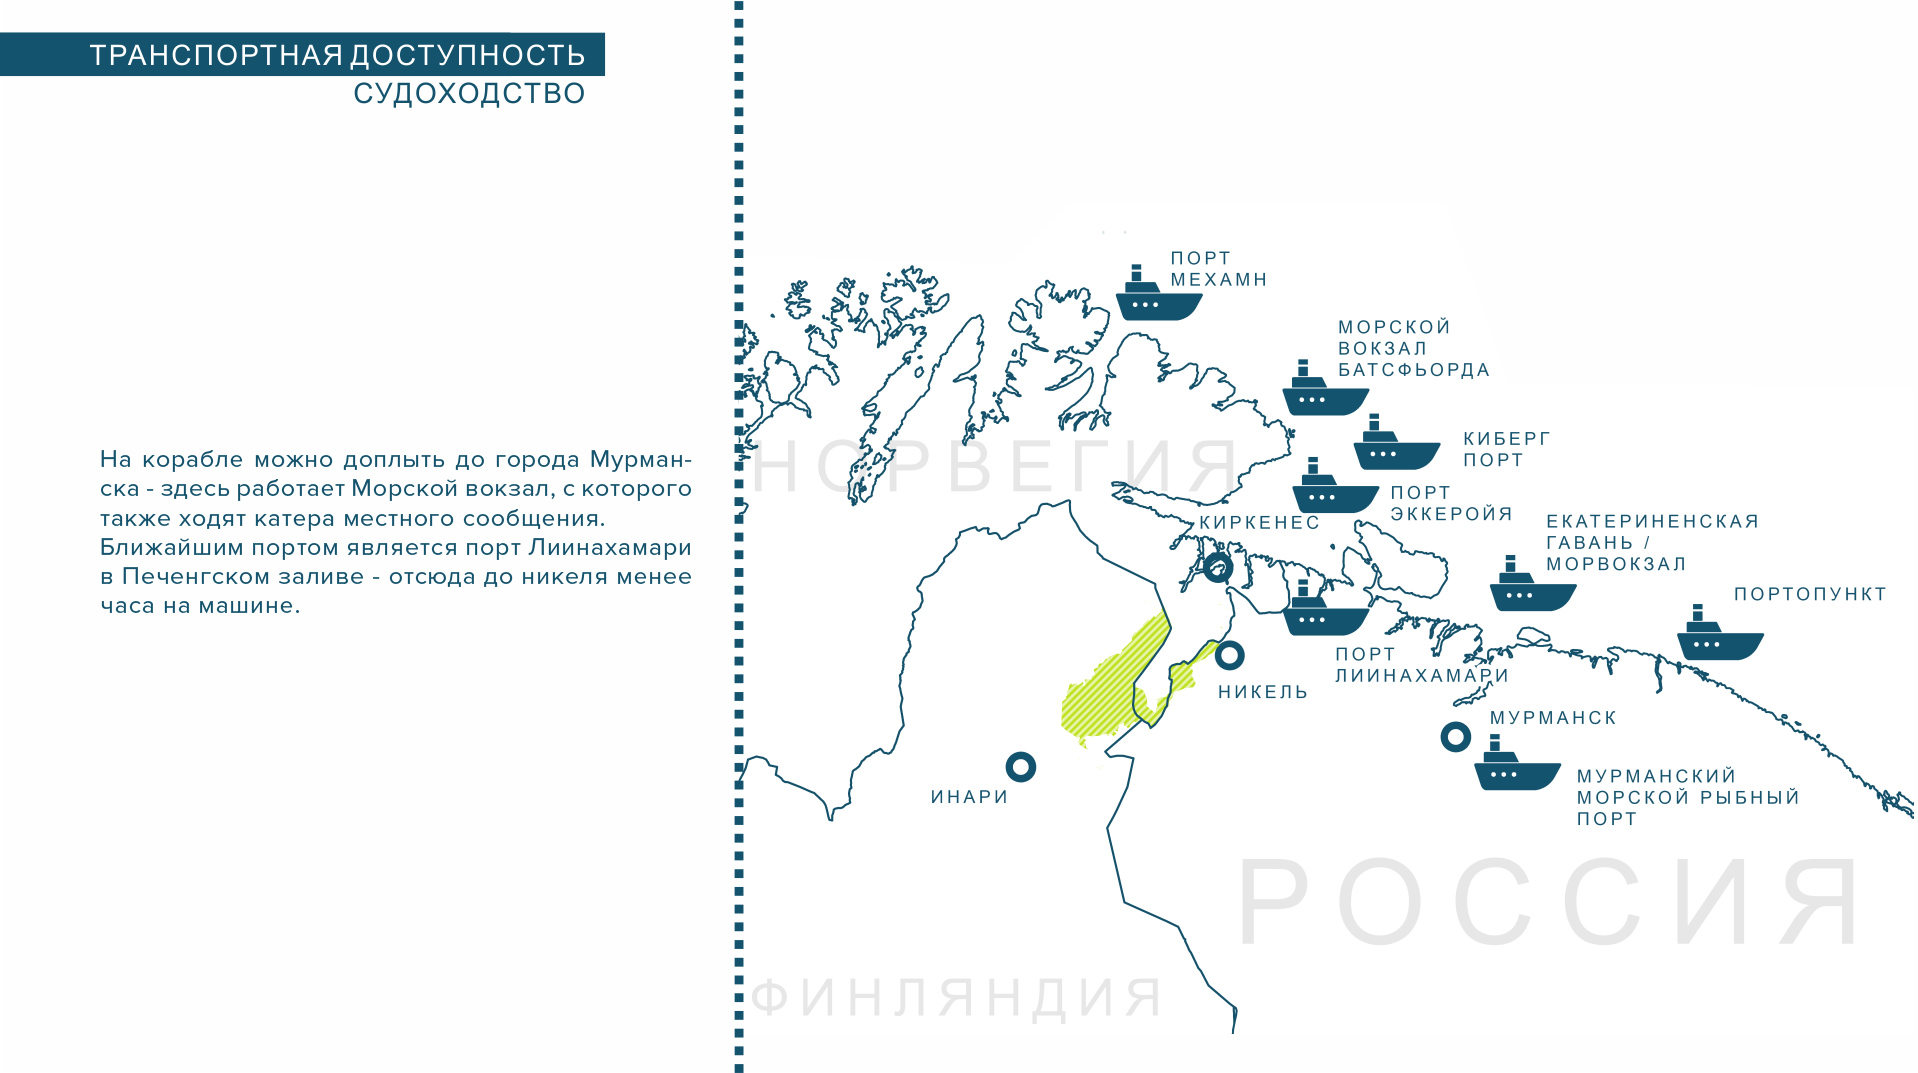 ТРАНСПОРТНАЯ ДОСТУПНОСТЬ
СУДОХОДСТВО
На корабле можно доплыть до города Мурман-
ска - здесь работает Морской вокзал, с которого
также ходят катера местного сообщения.
Ближайшим портом является порт Лиинахамари
в Печенгском заливе - отсюда до никеля менее
часа на машине.
ПОРТ
МЕХАМН
МОРСКОЙ
ВОКЗАЛ
БАТСФЬОРДА
КИБЕРГ
ПОРТ
НОРВЕГИЯ
ПОРТ
ЭККЕРОЙЯ
КИРКЕНЕС
ЕКАТЕРИНЕНСКАЯ
ГАВАНЬ /
МОРВОКЗАЛ
ПОРТОПУНКТ
ПОРТ
ЛИИНАХАМАРИ
НИКЕЛЬ
МУРМАНСК
МУРМАНСКИЙ
МОРСКОЙ РЫБНЫЙ
ПОРТ
ИНАРИ
РОССИЯ
ФИНЛЯНДИЯ